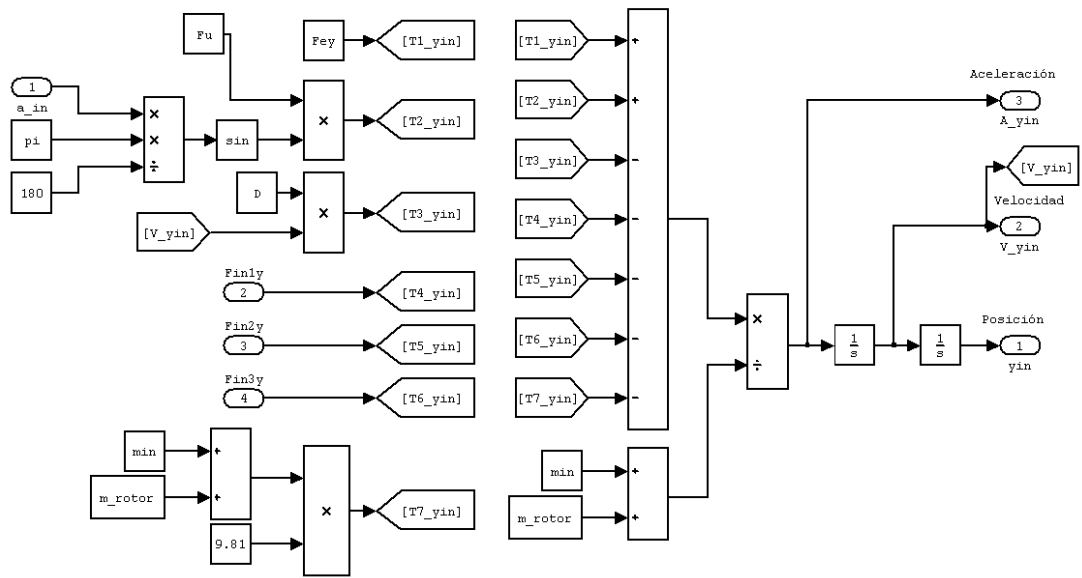 Fu
Fey
[T1_yin]
[T1_yin]
+
1
a_in
×
pi
×
sin
180
÷
×
[T2_yin]
[T2_yin]
+
D
×
[T3_yin]
[T3_yin]
-
[V_yin]
Fin1y
2
[T4_yin]
[T4_yin]
-
Fin2y
3
[T5_yin]
[T5_yin]
-
Fin3y
4
[T6_yin]
[T6_yin]
-
[T7_yin]
-
min
+
m_rotor
+
9.81
×
[T7_yin]
min
+
m_rotor
+
×
÷
1
s
1
s
Aceleración
3
A_yin
[V_yin]
Velocidad
2
V_yin
Posición
1
yin